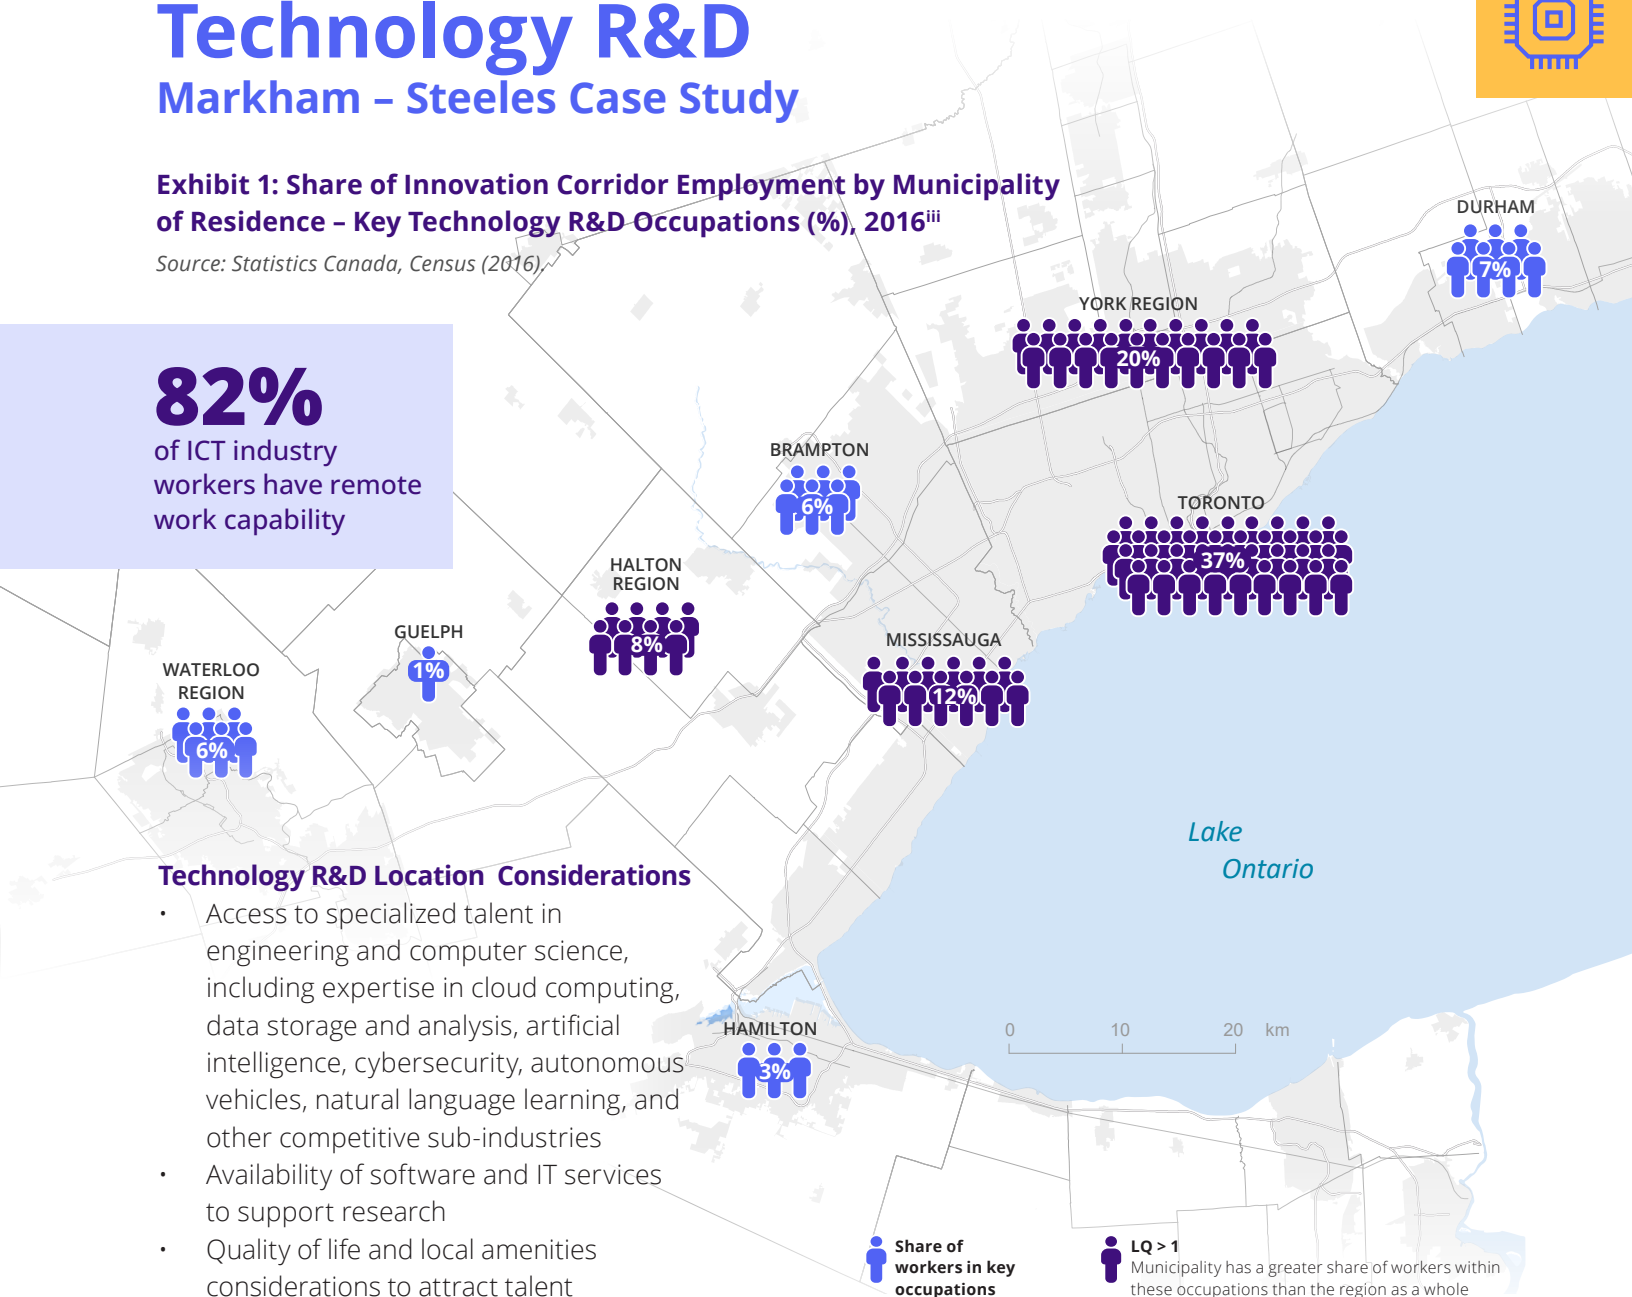 Technology R&D
Markham – Steeles Case Study
Exhibit 1: Share of Innovation Corridor Employment by Municipality
of Residence – Key Technology R&D Occupations (%), 2016iii
Source: Statistics Canada, Census (2016).
DURHAM
7%
YORK REGION
20%
82%
of ICT industry
workers have remote
work capability
BRAMPTON
6%
TORONTO
37%
HALTON
REGION
8%
GUELPH
1%
MISSISSAUGA
12%
WATERLOO
REGION
6%
Lake
Ontario
Technology R&D Location Considerations
• Access to specialized talent in
engineering and computer science,
including expertise in cloud computing,
data storage and analysis, artificial
intelligence, cybersecurity, autonomous
vehicles, natural language learning, and
other competitive sub-industries
• Availability of software and IT services
to support research
• Quality of life and local amenities
considerations to attract talent
HAMILTON
3%
0 10 20 km
Share of
workers in key
occupations
LQ > 1
Municipality has a greater share of workers within
these occupations than the region as a whole